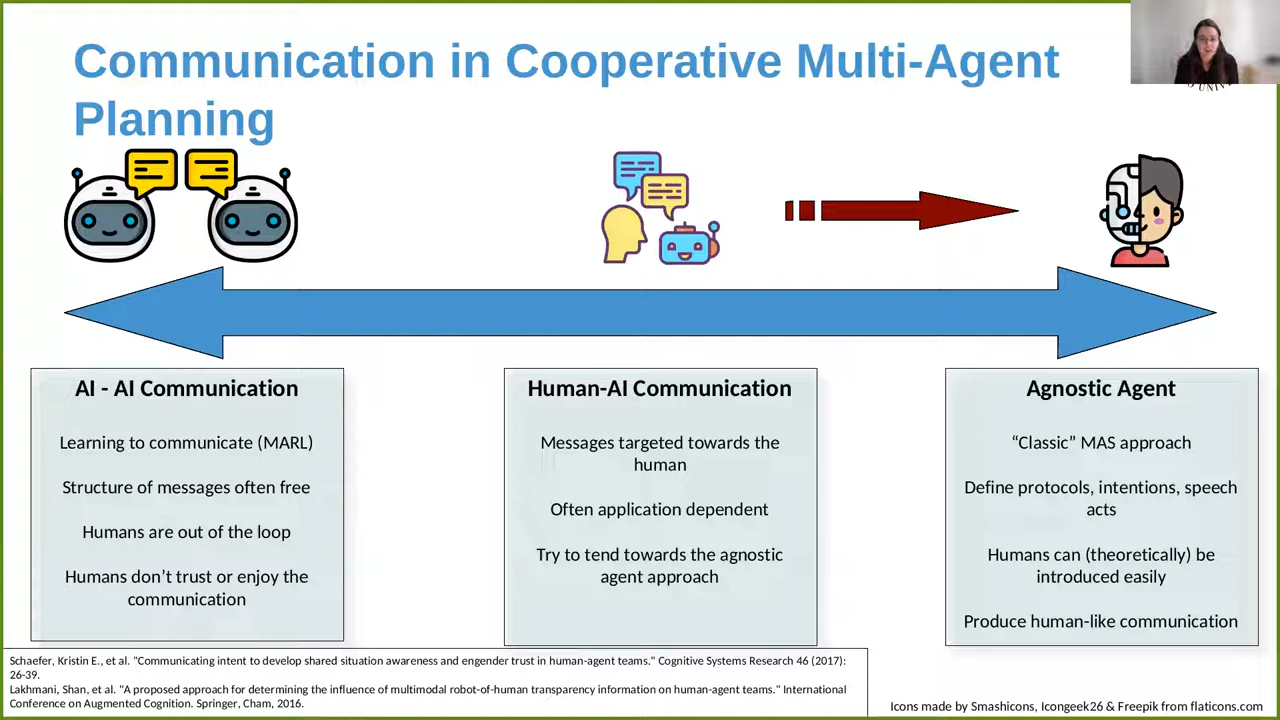 Communication in Cooperative Multi-Agent
Planning
UNIV
AI - AI Communication
Learning to communicate (MARL)
Structure of messages often free
Humans are out of the loop
Humans don’t trust or enjoy the
communication
Human-AI Communication
Messages targeted towards the
human
Often application dependent
Try to tend towards the agnostic
agent approach
Agnostic Agent
“Classic” MAS approach
Define protocols, intentions, speech
acts
Humans can (theoretically) be
introduced easily
Produce human-like communication
Schaefer, Kristin E., et al. "Communicating intent to develop shared situation awareness and engender trust in human-agent teams." Cognitive Systems Research 46 (2017):
26-39.
Lakhmani, Shan, et al. "A proposed approach for determining the influence of multimodal robot-of-human transparency information on human-agent teams." International
Conference on Augmented Cognition. Springer, Cham, 2016.
Icons made by Smashicons, Icongeek26 & Freepik from flaticons.com